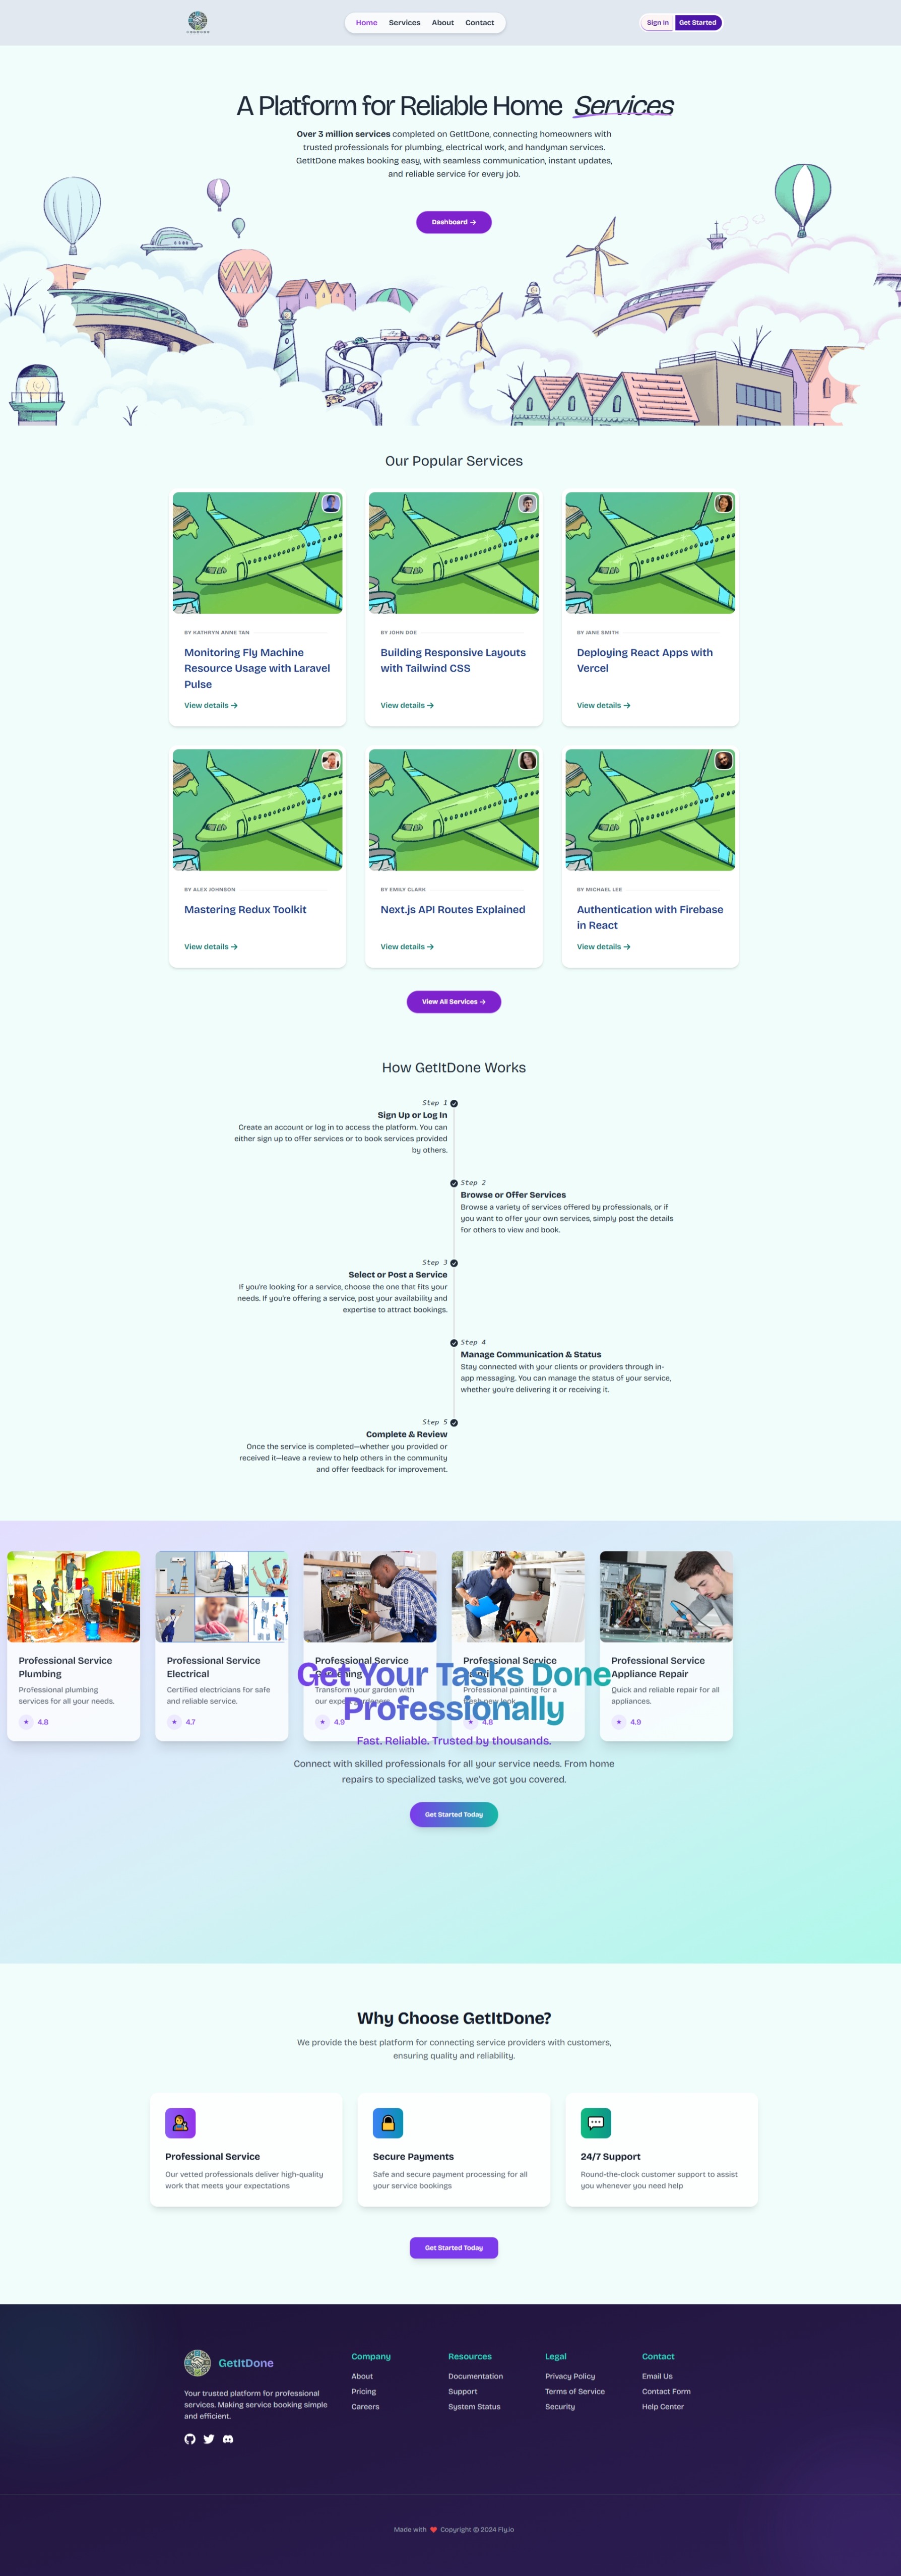 Home Services About Contact
Sign In Get Started
A Platform for Reliable Home Services
Over 3 million services completed on GetItDone, connecting homeowners with
trusted professionals for plumbing, electrical work, and handyman services.
GetItDone makes booking easy, with seamless communication, instant updates,
and reliable service for every job.
Dashboard →
Our Popular Services
BY KATHRYN ANNE TAN
Monitoring Fly Machine
Resource Usage with Laravel
Pulse
View details →
BY JOHN DOE
Building Responsive Layouts
with Tailwind CSS
View details →
BY JANE SMITH
Deploying React Apps with
Vercel
View details →
BY ALEX JOHNSON
Mastering Redux Toolkit
View details →
BY EMILY CLARK
Next.js API Routes Explained
View details →
BY MICHAEL LEE
Authentication with Firebase
in React
View details →
View All Services →
How GetItDone Works
Step 1
Sign Up or Log In
Create an account or log in to access the platform. You can
either sign up to offer services or to book services provided
by others.
Step 2
Browse or Offer Services
Browse a variety of services offered by professionals, or if
you want to offer your own services, simply post the details
for others to view and book.
Step 3
Select or Post a Service
If you're looking for a service, choose the one that fits your
needs. If you're offering a service, post your availability and
expertise to attract bookings.
Step 4
Manage Communication & Status
Stay connected with your clients or providers through in-
app messaging. You can manage the status of your service,
whether you're delivering it or receiving it.
Step 5
Complete & Review
Once the service is completed—whether you provided or
received it—leave a review to help others in the community
and offer feedback for improvement.
Professional Service
Plumbing
Professional plumbing
services for all your needs.
4.8
Professional Service
Electrical
Certified electricians for safe
and reliable service.
4.7
Professional Service
Transform your garden with
our expert gardeners.
4.9
Professional Service
Professional painting for a
fresh new look.
4.8
Professional Service
Appliance Repair
Quick and reliable repair for all
appliances.
4.9
Get Your Tasks Done
Professionally
Fast. Reliable. Trusted by thousands.
Connect with skilled professionals for all your service needs. From home
repairs to specialized tasks, we've got you covered.
Get Started Today
Why Choose GetItDone?
We provide the best platform for connecting service providers with customers,
ensuring quality and reliability.
Professional Service
Our vetted professionals deliver high-quality
work that meets your expectations
Secure Payments
Safe and secure payment processing for all
your service bookings
24/7 Support
Round-the-clock customer support to assist
you whenever you need help
Get Started Today
GetItDone
Your trusted platform for professional
services. Making service booking simple
and efficient.
Company
About
Pricing
Careers
Resources
Documentation
Support
System Status
Legal
Privacy Policy
Terms of Service
Security
Contact
Email Us
Contact Form
Help Center
Made with ❤️ Copyright © 2024 Fly.io